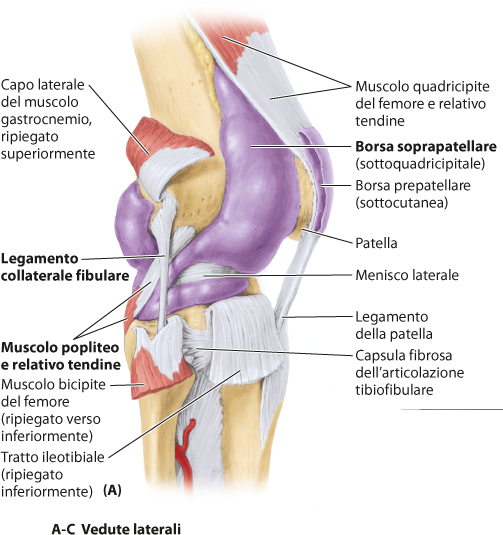 Capo laterale
del muscolo
gastrocnemio,
ripiegato
superiormente
Legamento
collaterale fibulare
Muscolo popliteo
e relativo tendine
Muscolo bicipite
del femore
(ripiegato verso
inferiormente)
Tratto ileotibiale
(ripiegato
inferiormente) (A)
Muscolo quadricipite
del femore e relativo
tendine
Borsa soprapatellare
(sottoquadricipitale)
Borsa prepatellare
(sottocutanea)
Patella
Menisco laterale
Legamento
della patella
Capsula fibrosa
dell'articolazione
tibiofibulare
A-C Vedute laterali